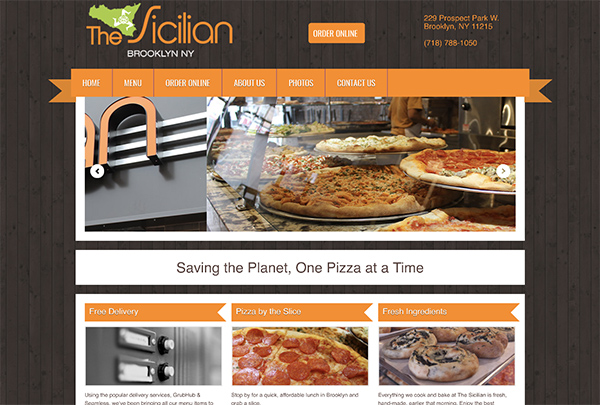 The Sicilian
BROOKLYN NY
ORDER ONLINE
229 Prospect Park W.
Brooklyn, NY 11215
(718) 788-1050
HOME
MENU
ORDER ONLINE
ABOUT US
PHOTOS
CONTACT US
Saving the Planet, One Pizza at a Time
Free Delivery
Using the popular delivery services, GrubHub &
Seamless, we've been bringing all our menu items to
Pizza by the Slice
Stop by for a quick, affordable lunch in Brooklyn and
grab a slice.
Fresh Ingredients
Everything we cook and bake at The Sicilian is fresh,
hand-made, earlier that morning. Enjoy the best